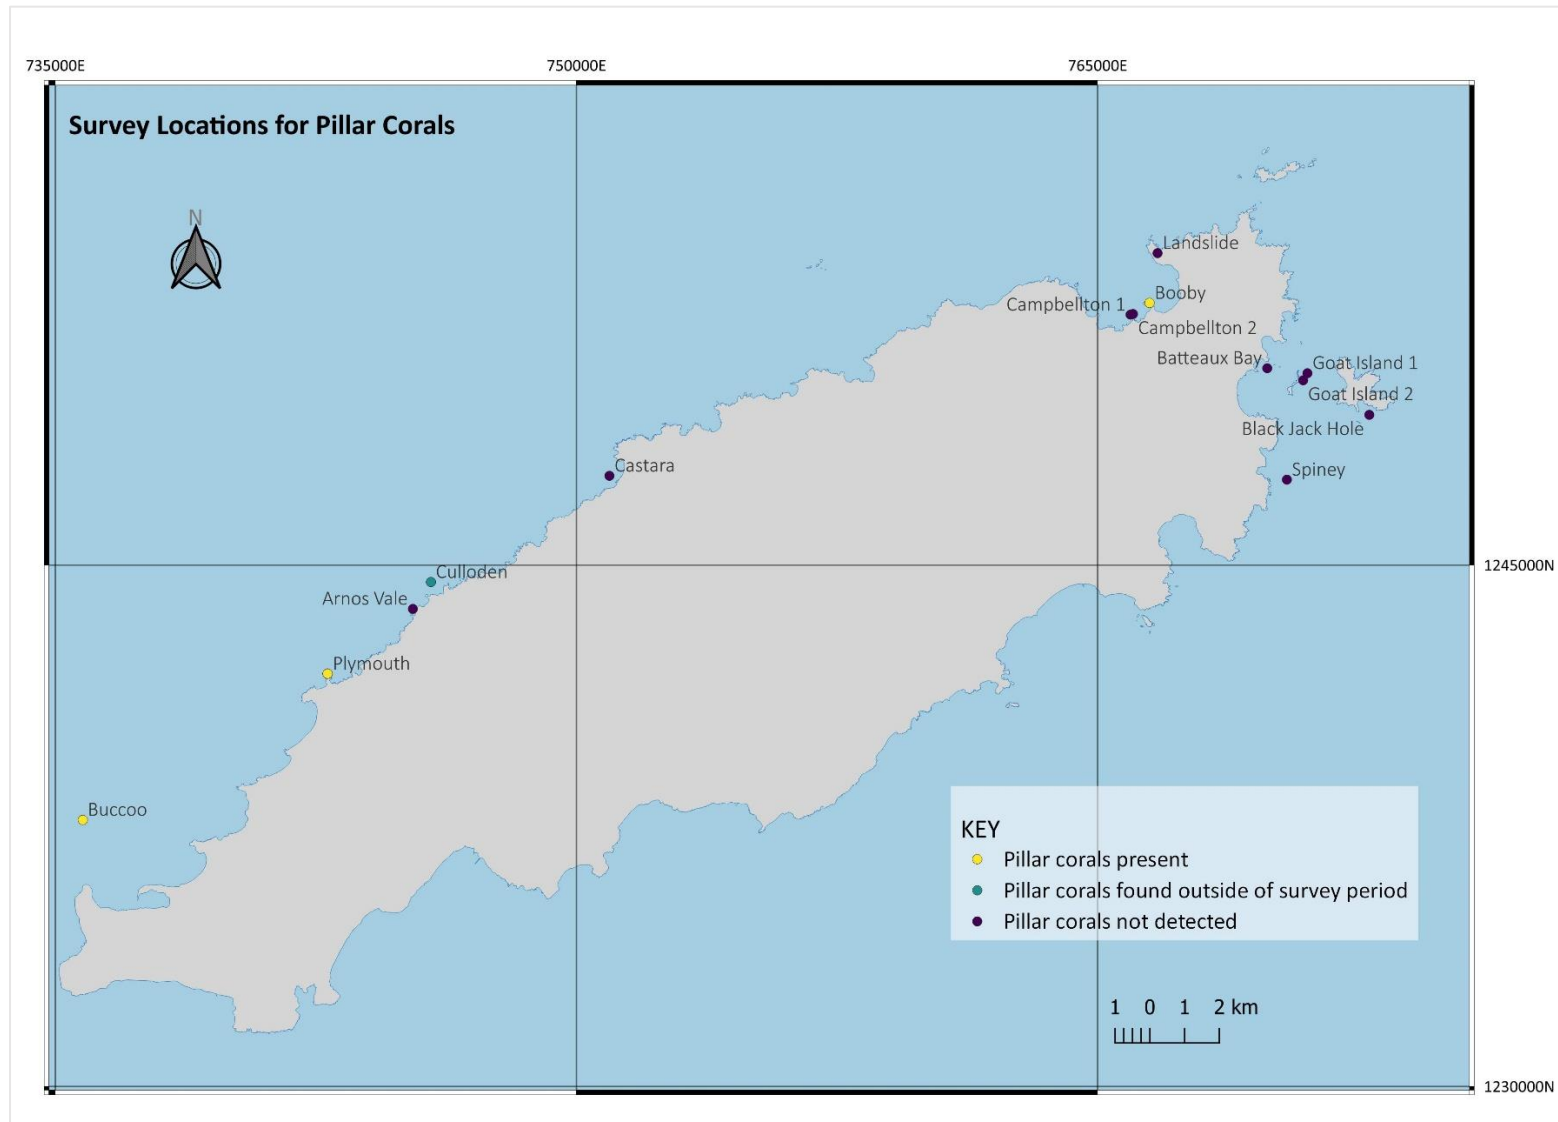 735000E
750000E
765000E
Survey Locations for Pillar Corals
N
Landslide
Booby
Campbellton 1
Campbellton 2
Batteaux Bay
Goat Island 1
Goat Island 2
Black Jack Hole
Castara
Spiney
1245000N
Culloden
Arnos Vale
Plymouth
Buccoo
KEY
Pillar corals present
Pillar corals found outside of survey period
Pillar corals not detected
1 0 1 2 km
1230000N